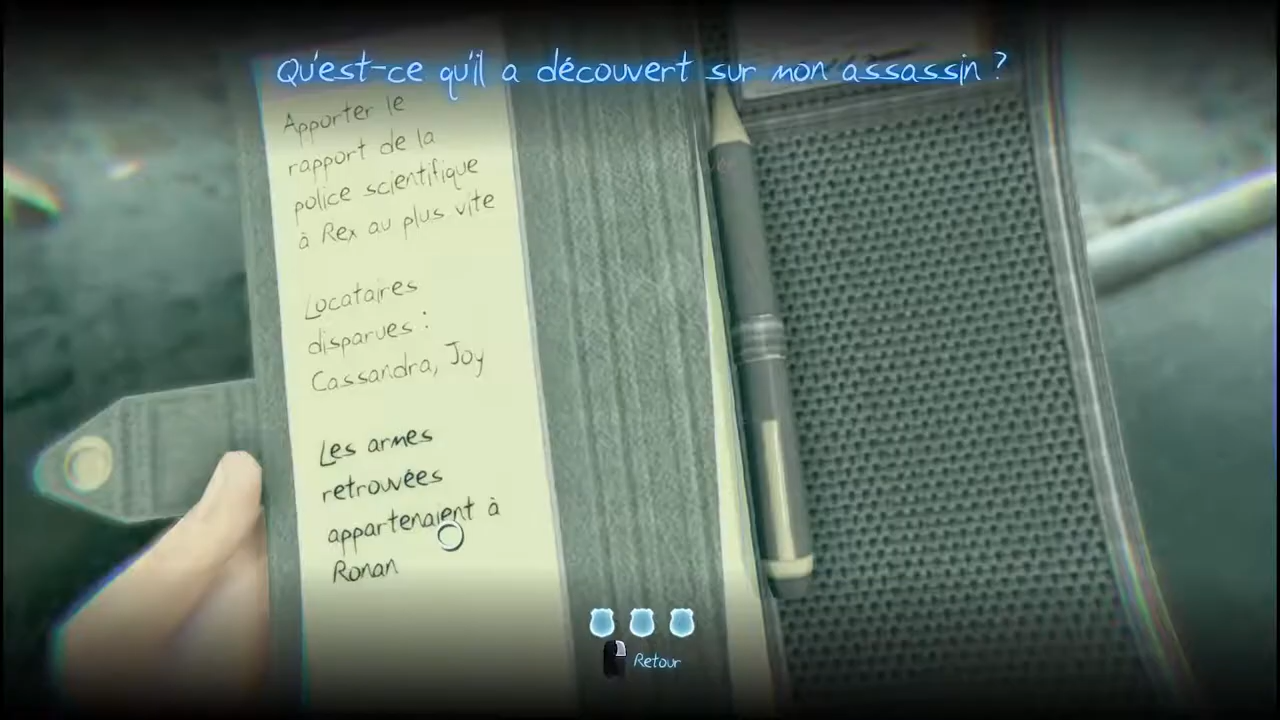 Qu'est-ce qu'il a découvert sur mon assassin ?
Apporter le
rapport de la
police scientifique
à Rex au plus vite
Locataires
disparues :
Cassandra, Joy
Les armes
retrouvées
appartenaient à
Ronan
Retour